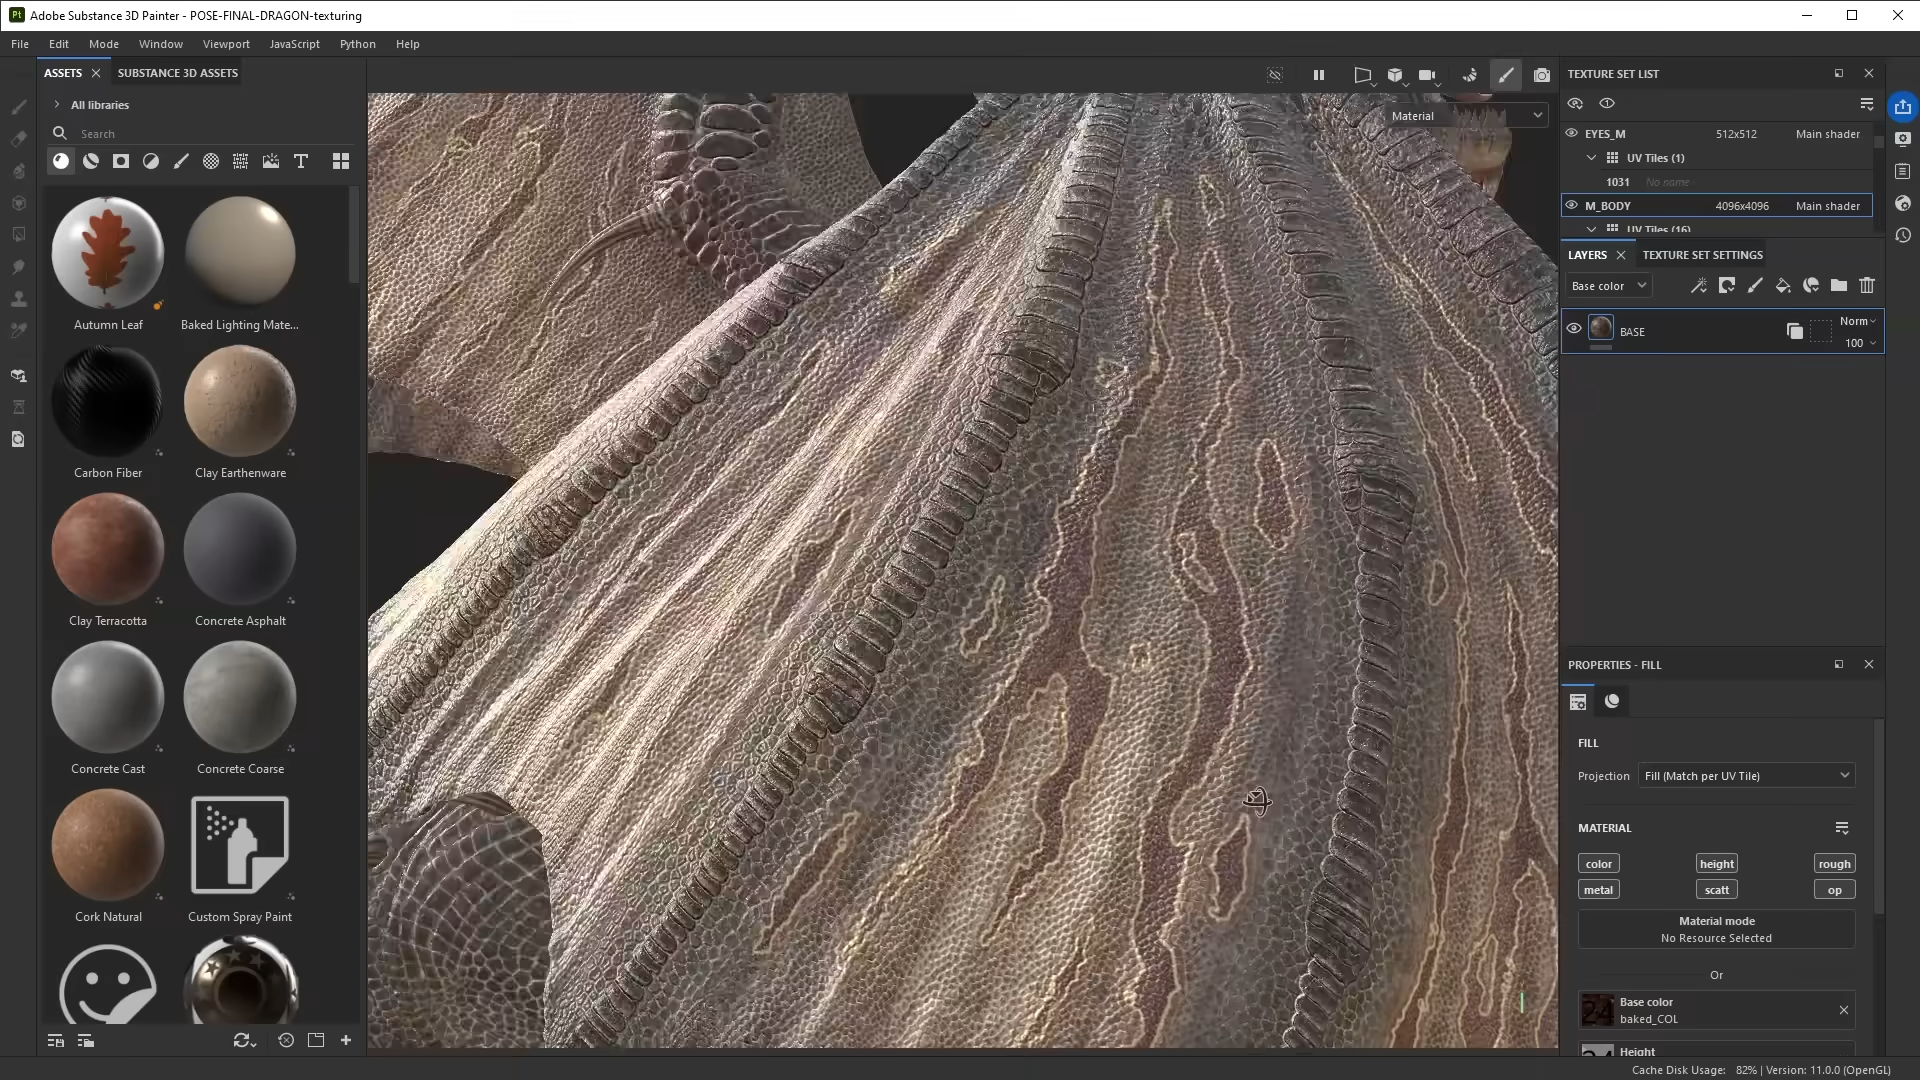 Pt Adobe Substance 3D Painter - POSE-FINAL-DRAGON-texturing
File Edit Mode Window Viewport JavaScript Python Help
ASSETS
SUBSTANCE 3D ASSETS
All libraries
Search
T
Autumn Leaf
Baked Lighting Mate...
Carbon Fiber
Clay Earthenware
Clay Terracotta
Concrete Asphalt
Concrete Cast
Concrete Coarse
Cork Natural
Custom Spray Paint
Material
TEXTURE SET LIST
EYES_M 512x512 Main shader
UV Tiles (1)
1031 No name
M_BODY 4096x4096 Main shader
UV Tiles (16)
LAYERS
TEXTURE SET SETTINGS
Base color
BASE
Norm
100
PROPERTIES - FILL
FILL
Projection Fill (Match per UV Tile)
MATERIAL
color height rough
metal scatt op
Material mode
No Resource Selected
Or
Base color
baked_COL
Height
Cache Disk Usage: 82% | Version: 11.0.0 (OpenGL)